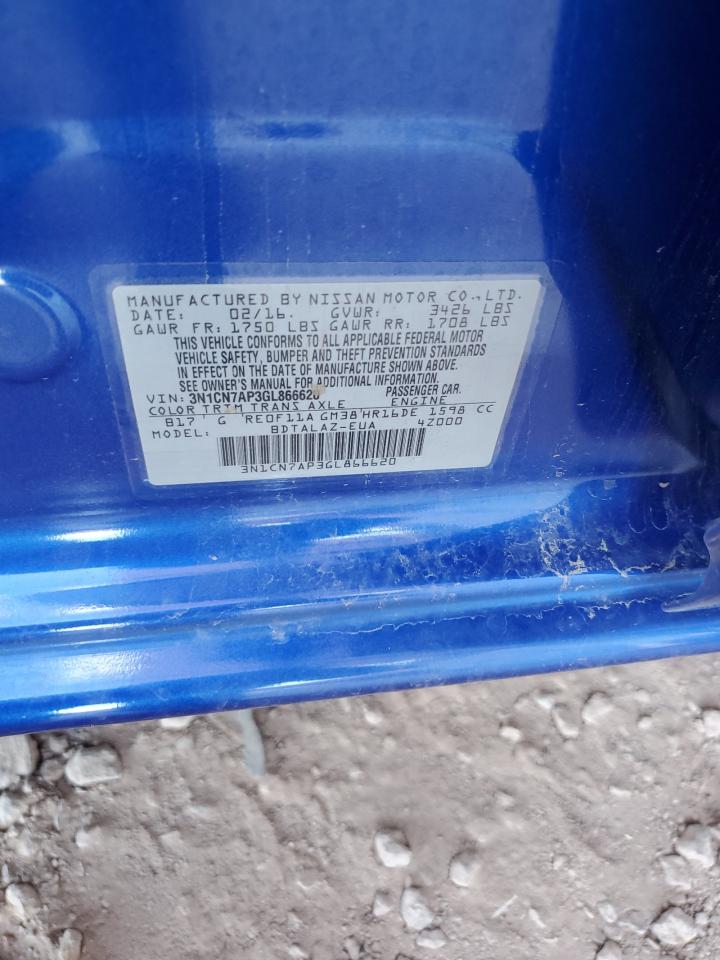 MANUFACTURED BY NISSAN MOTOR CO., LTD.
DATE: 02/16. GVWR: 3426 LBS
GAWR FR: 1750 LBS GAWR RR: 1708 LBS
THIS VEHICLE CONFORMS TO ALL APPLICABLE FEDERAL MOTOR
VEHICLE SAFETY, BUMPER AND THEFT PREVENTION STANDARDS
IN EFFECT ON THE DATE OF MANUFACTURE SHOWN ABOVE.
SEE OWNER'S MANUAL FOR ADDITIONAL INFORMATION.
VIN: 3N1CN7AP3GL866620 PASSENGER CAR.
COLOR TRIM TRANS AXLE ENGINE
B17 G RE0F11A GM38 HR16DE 1598 CC
MODEL: BDTALAZ-EUA 4Z000
3N1CN7AP3GL866620